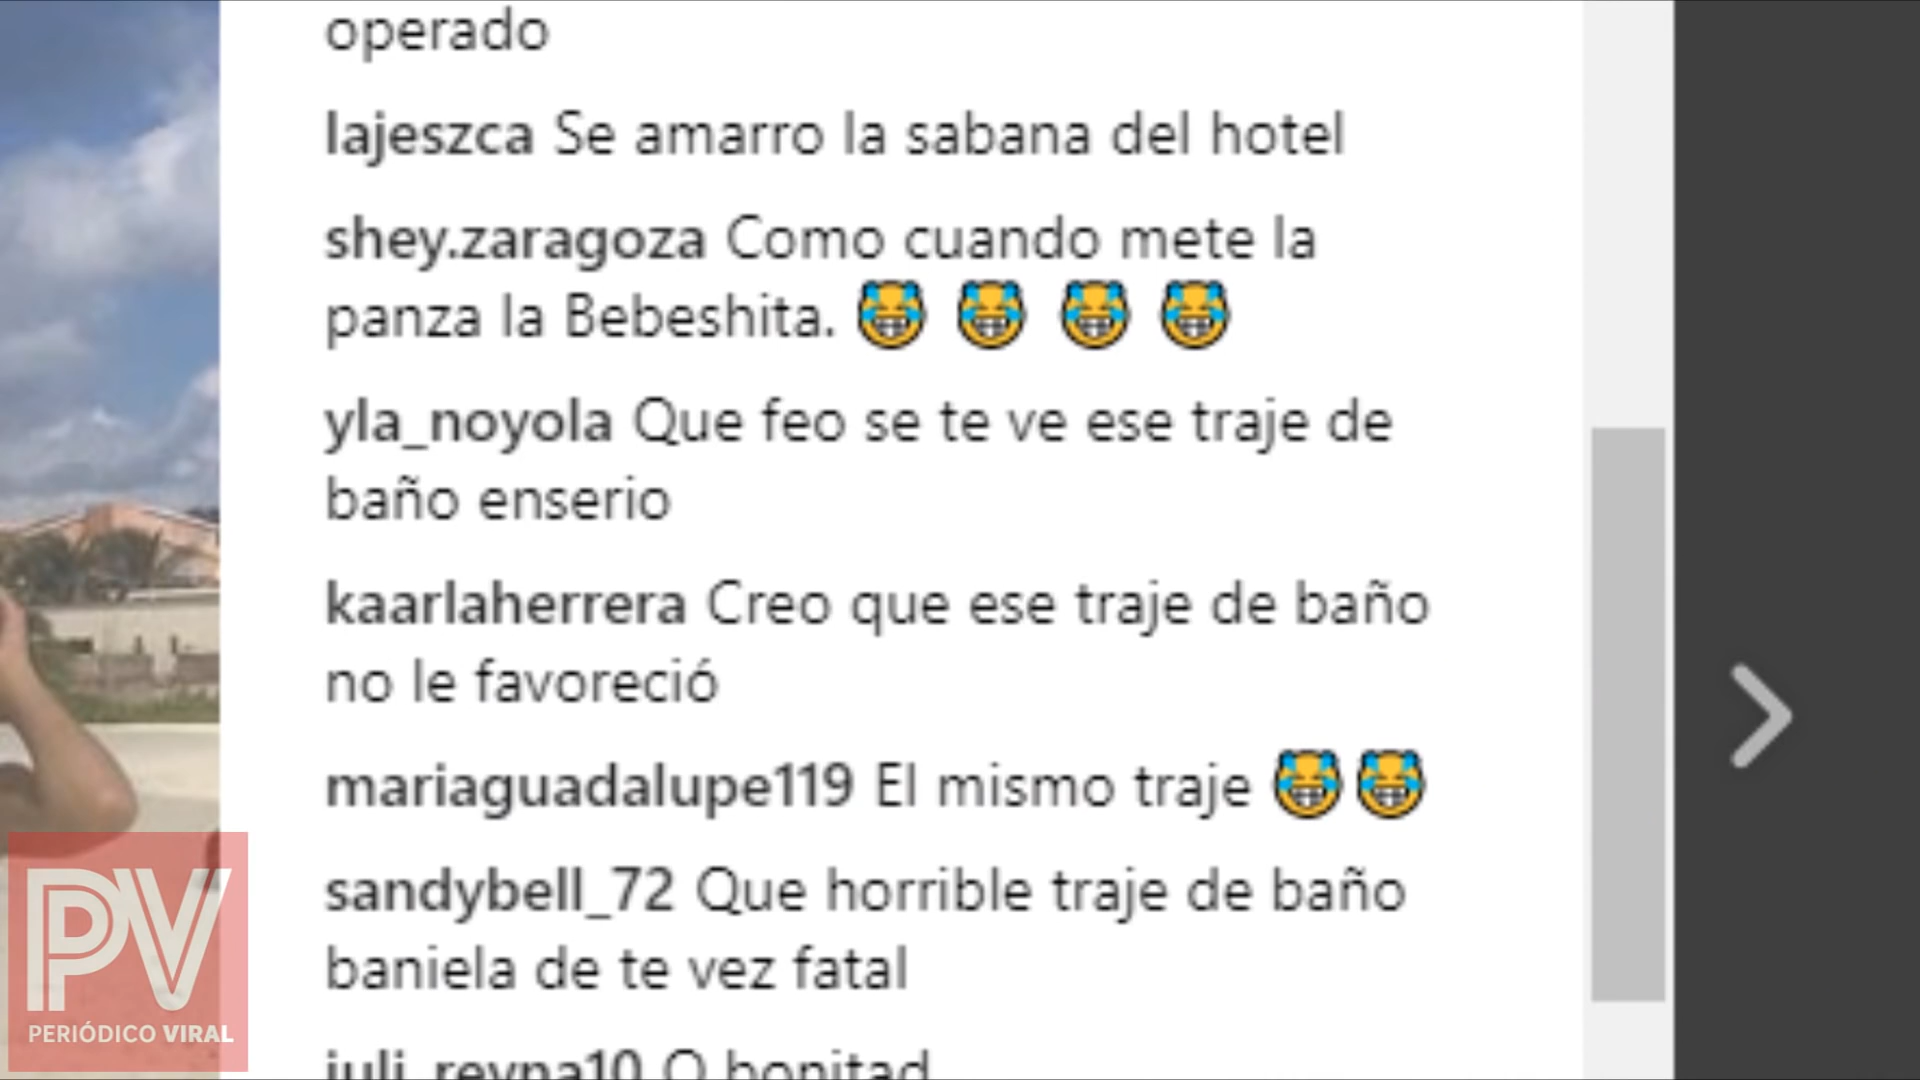 operado
lajeszca Se amarro la sabana del hotel
shey.zaragoza Como cuando mete la
panza la Bebeshita. 😹 😹 😹 😹
yla_noyola Que feo se te ve ese traje de
baño enserio
kaarlaherrera Creo que ese traje de baño
no le favoreció
mariaguadalupe119 El mismo traje 😹😹
sandybell_72 Que horrible traje de baño
baniela de te vez fatal
juli_reyna10 O bonitad
PV
PERIÓDICO VIRAL